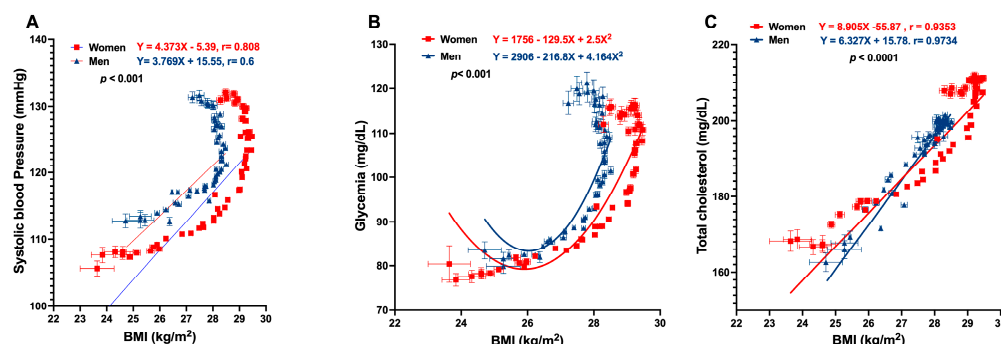 A
Women Y = 4.373X - 5.39, r= 0.808
Men Y= 3.769X + 15.55, r= 0.6
p < 0.001
Systolic blood Pressure (mmHg)
140
130
120
110
100
22 23 24 25 26 27 28 29 30
BMI (kg/m²)
B
Women Y = 1756 - 129.5X + 2.5X²
Men Y = 2906 - 216.8X + 4.164X²
p< 0.001
Glycemia (mg/dL)
130
120
110
100
90
80
70
22 24 26 28 30
BMI (kg/m²)
C
Women Y = 8.905X -55.87 , r= 0.9353
Men Y = 6.327X + 15.78. r= 0.9734
p < 0.0001
Total cholesterol (mg/dL)
220
200
180
160
22 23 24 25 26 27 28 29 30
BMI (kg/m²)